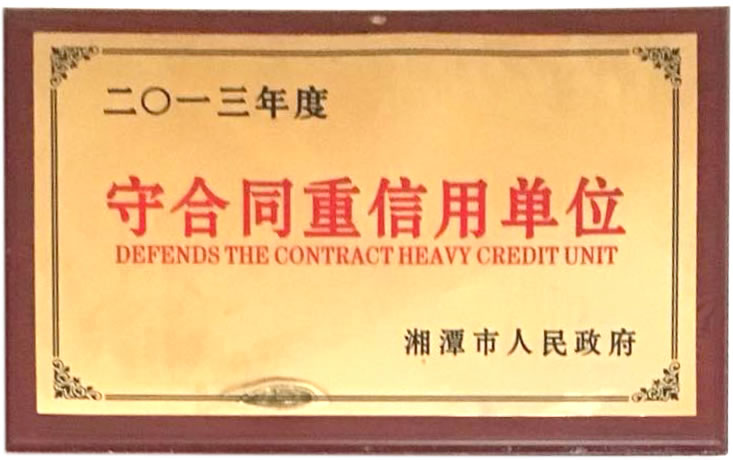 二〇一三年度
守合同重信用单位
DEFENDS THE CONTRACT HEAVY CREDIT UNIT
湘潭市人民政府